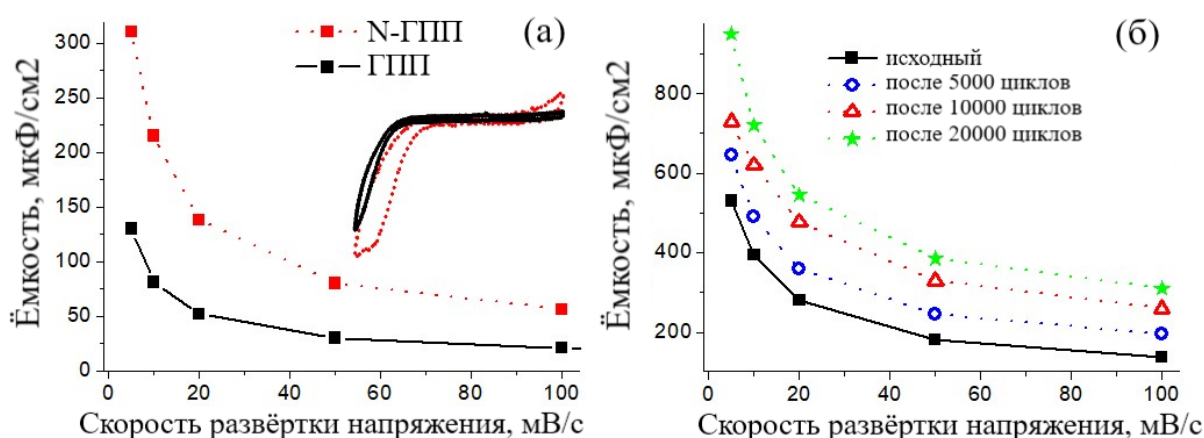 (а)
N-ГПП
ГПП
Ёмкость, мкФ/см2
300
250
200
150
100
50
0
0 20 40 60 80 100
Скорость развёртки напряжения, мВ/с
(б)
исходный
после 5000 циклов
после 10000 циклов
после 20000 циклов
Ёмкость, мкФ/см2
800
600
400
200
0 20 40 60 80 100
Скорость развёртки напряжения, мВ/с